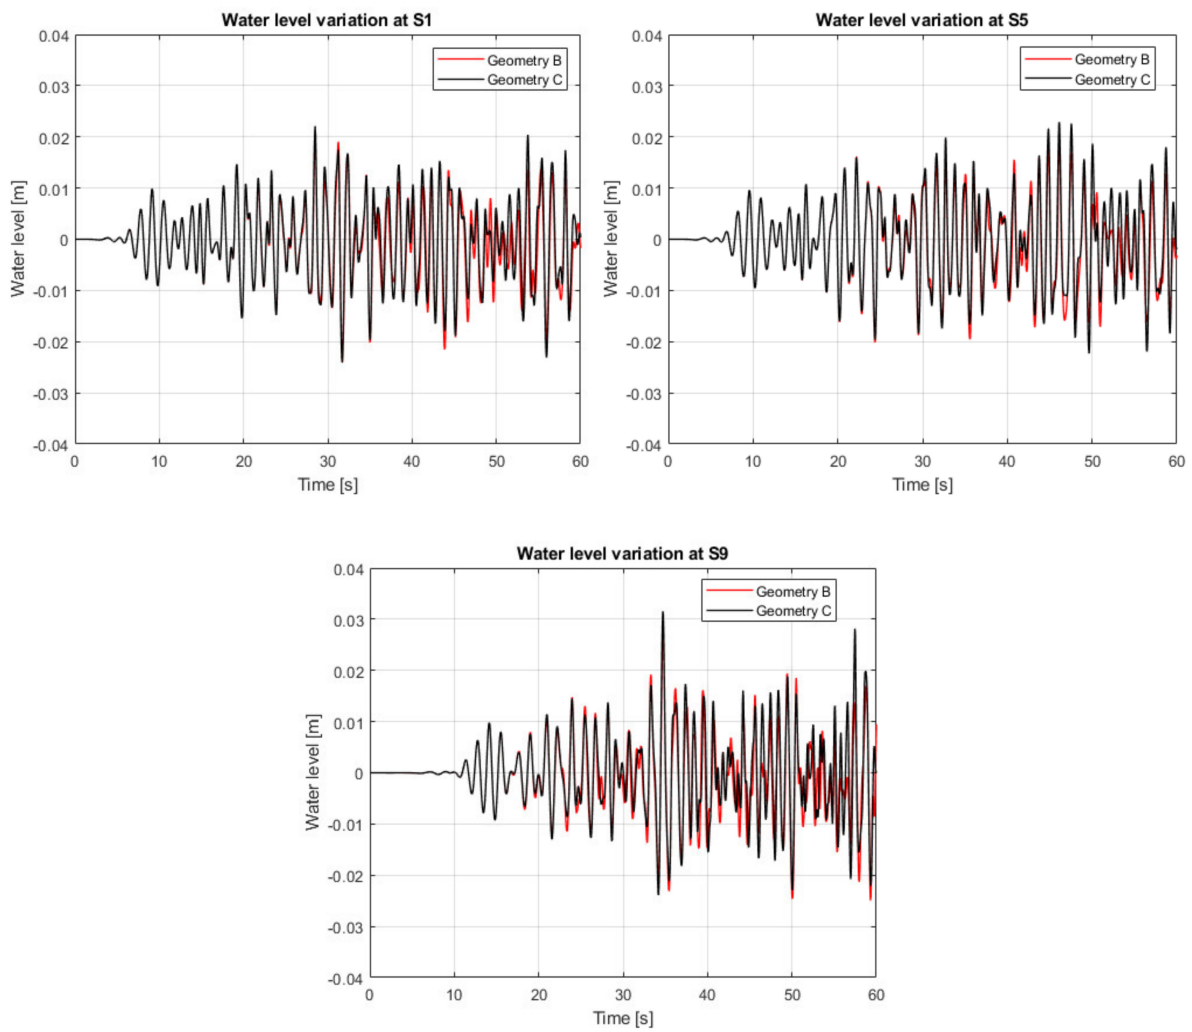 Water level variation at S1
0.04
0.03
0.02
0.01
0
-0.01
-0.02
-0.03
-0.04
Water level [m]
Geometry B
Geometry C
0 10 20 30 40 50 60
Time [s]
Water level variation at S5
0.04
0.03
0.02
0.01
0
-0.01
-0.02
-0.03
-0.04
Water level [m]
Geometry B
Geometry C
0 10 20 30 40 50 60
Time [s]
Water level variation at S9
0.04
0.03
0.02
0.01
0
-0.01
-0.02
-0.03
-0.04
Water level [m]
Geometry B
Geometry C
0 10 20 30 40 50 60
Time [s]